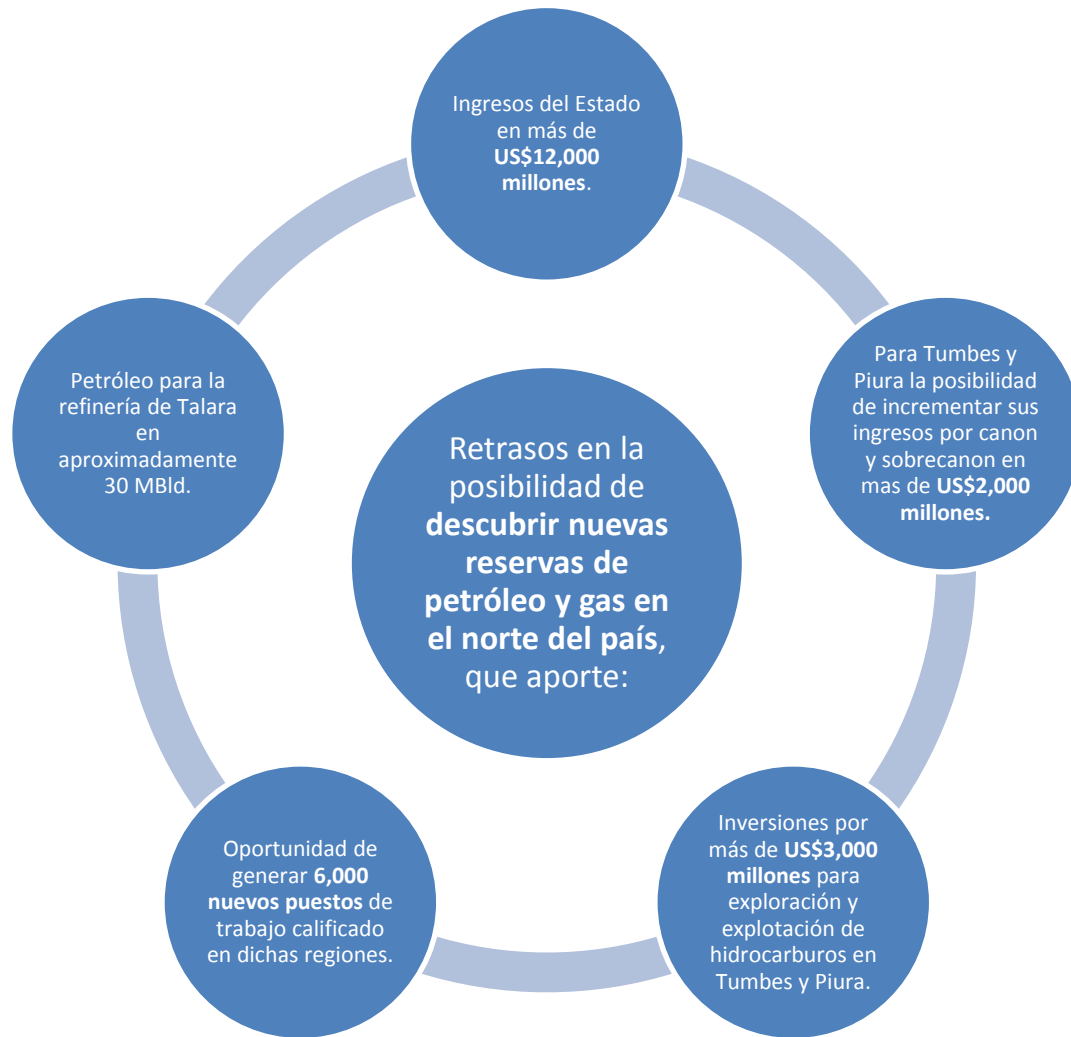 Ingresos del Estado
en más de
US$12,000
millones.
Para Tumbes y
Piura la posibilidad
de incrementar sus
ingresos por canon
y sobrecanon en
mas de US$2,000
millones.
Inversiones por
más de US$3,000
millones para
exploración y
explotación de
hidrocarburos en
Tumbes y Piura.
Oportunidad de
generar 6,000
nuevos puestos de
trabajo calificado
en dichas regiones.
Petróleo para la
refinería de Talara
en
aproximadamente
30 MBld.
Retrasos en la
posibilidad de
descubrir nuevas
reservas de
petróleo y gas en
el norte del país,
que aporte: